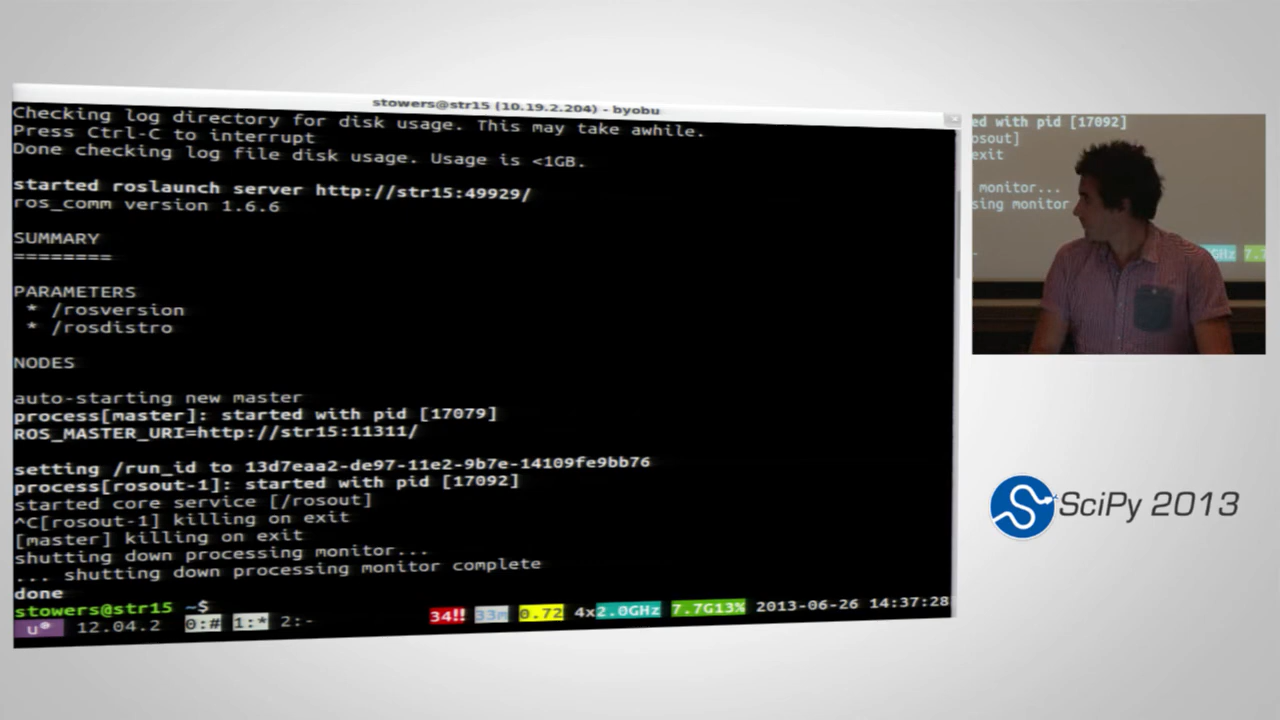 stowers@str15 (10.19.2.204) - byobu
Checking log directory for disk usage. This may take awhile.
Press Ctrl-C to interrupt
Done checking log file disk usage. Usage is <1GB.
started roslaunch server http://str15:49929/
ros_comm version 1.6.6
SUMMARY
========
PARAMETERS
* /rosversion
* /rosdistro
NODES
auto-starting new master
process[master]: started with pid [17079]
ROS_MASTER_URI=http://str15:11311/
setting /run_id to 13d7eaa2-de97-11e2-9b7e-14109fe9bb76
process[rosout-1]: started with pid [17092]
started core service [/rosout]
^C[rosout-1] killing on exit
[master] killing on exit
shutting down processing monitor...
... shutting down processing monitor complete
done
stowers@str15 ~$
u 12.04.2 0:# 1:* 2:- 34!! 33m 0.72 4x2.0GHz 7.7G13% 2013-06-26 14:37:28
ed with pid [17092]
osout]
exit
monitor...
sing monitor
GHz 7.7
SciPy 2013